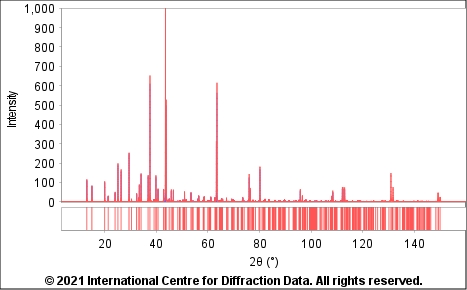 1,000
900
800
700
600
500
400
300
200
100
0
Intensity
20 40 60 80 100 120 140
2θ (°)
© 2021 International Centre for Diffraction Data. All rights reserved.